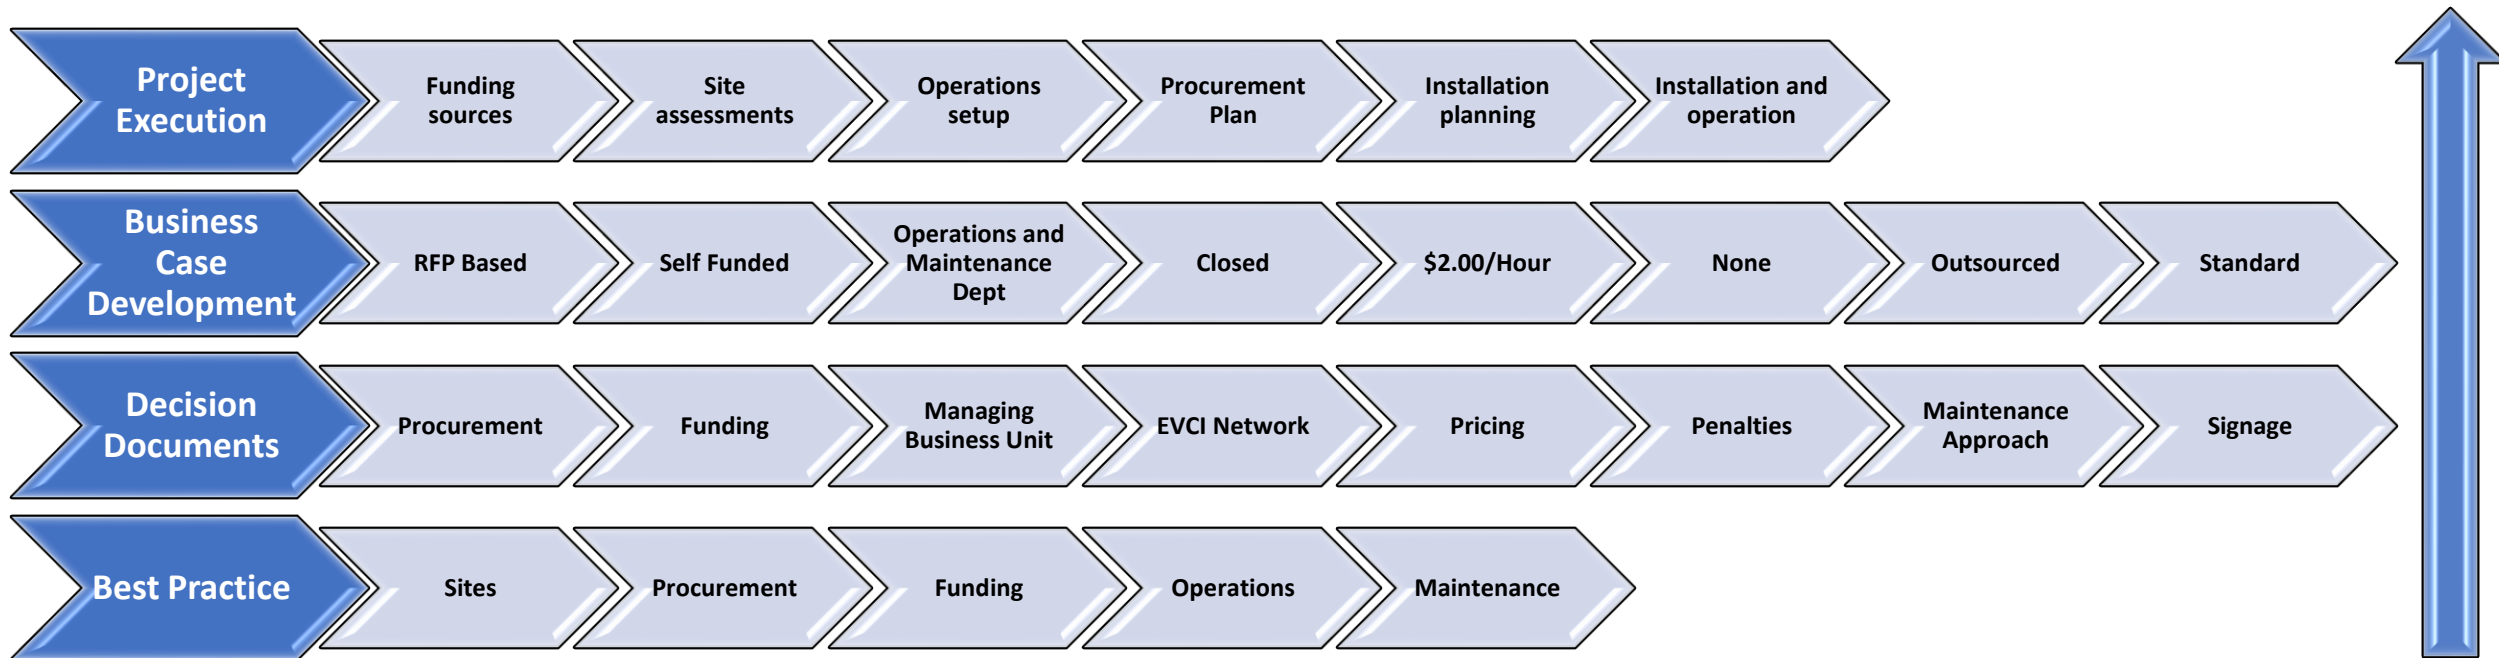 Project
Execution
Funding
sources
Site
assessments
Operations
setup
Procurement
Plan
Installation
planning
Installation and
operation
Business
Case
Development
RFP Based
Self Funded
Operations and
Maintenance
Dept
Closed
$2.00/Hour
None
Outsourced
Standard
Decision
Documents
Procurement
Funding
Managing
Business Unit
EVCI Network
Pricing
Penalties
Maintenance
Approach
Signage
Best Practice
Sites
Procurement
Funding
Operations
Maintenance